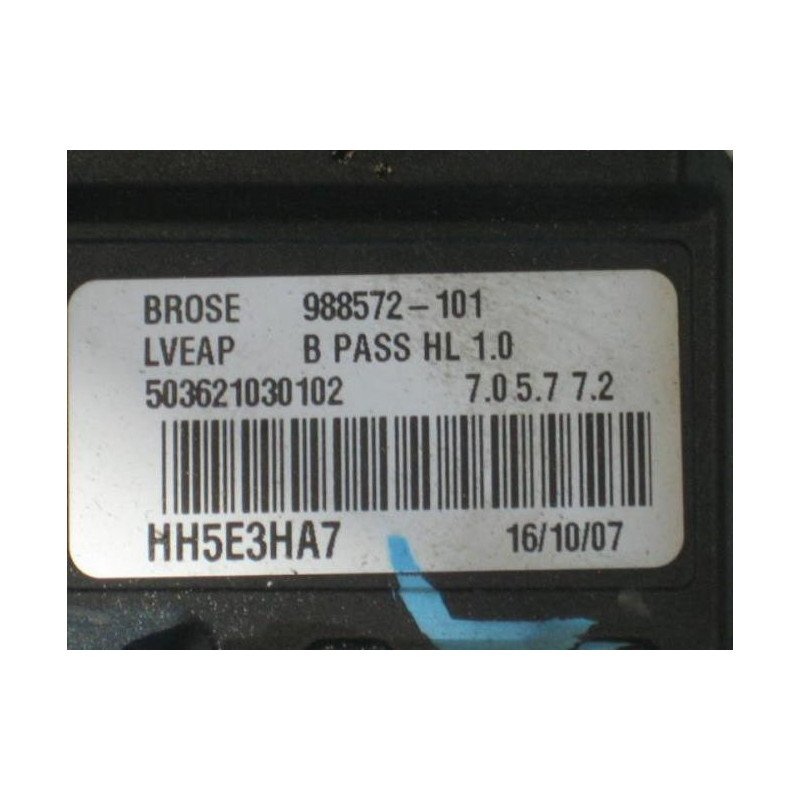 BROSE 988572-101
LVEAP B PASS HL 1.0
503621030102 7.0 5.7 7.2
HH5E3HA7 16/10/07